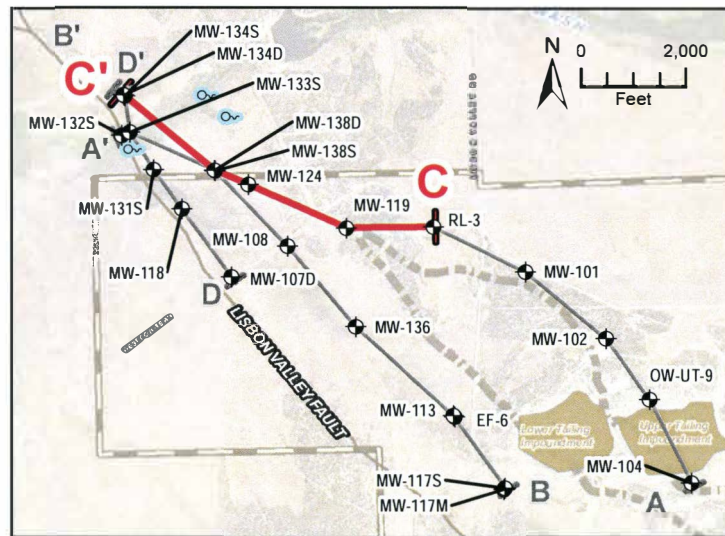 B'
D'
C'
A'
MW-134S
MW-134D
MW-133S
MW-132S
MW-138D
MW-138S
MW-124
MW-131S
MW-119
C
RL-3
MW-108
MW-118
MW-107D
D
MW-101
MW-136
MW-102
LISBON VALLEY FAULT
OW-UT-9
MW-113
EF-6
Lower Tailing
Impoundment
Upper Tailing
Impoundment
MW-104
MW-117S
MW-117M
B
A
N
0
2,000
Feet